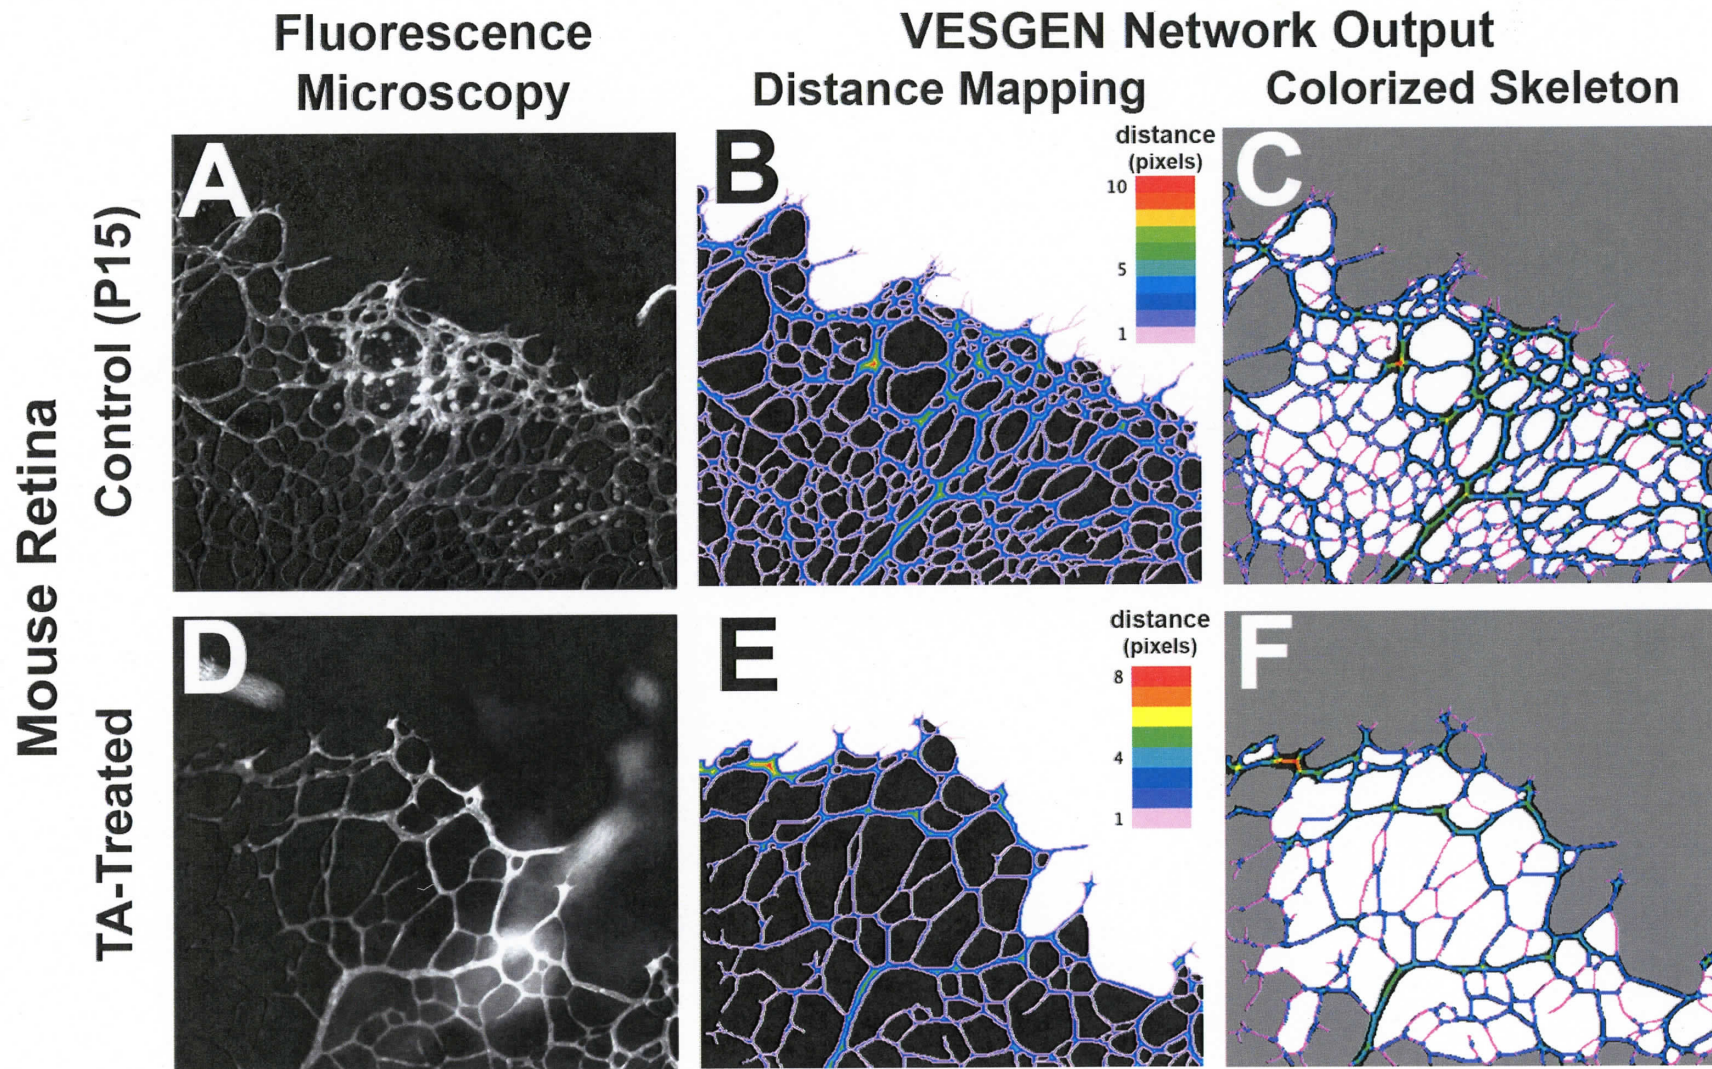 Fluorescence
Microscopy
VESGEN Network Output
Distance Mapping
Colorized Skeleton
Mouse Retina
Control (P15)
A
B
distance
(pixels)
10
5
1
C
TA-Treated
D
E
distance
(pixels)
8
4
1
F